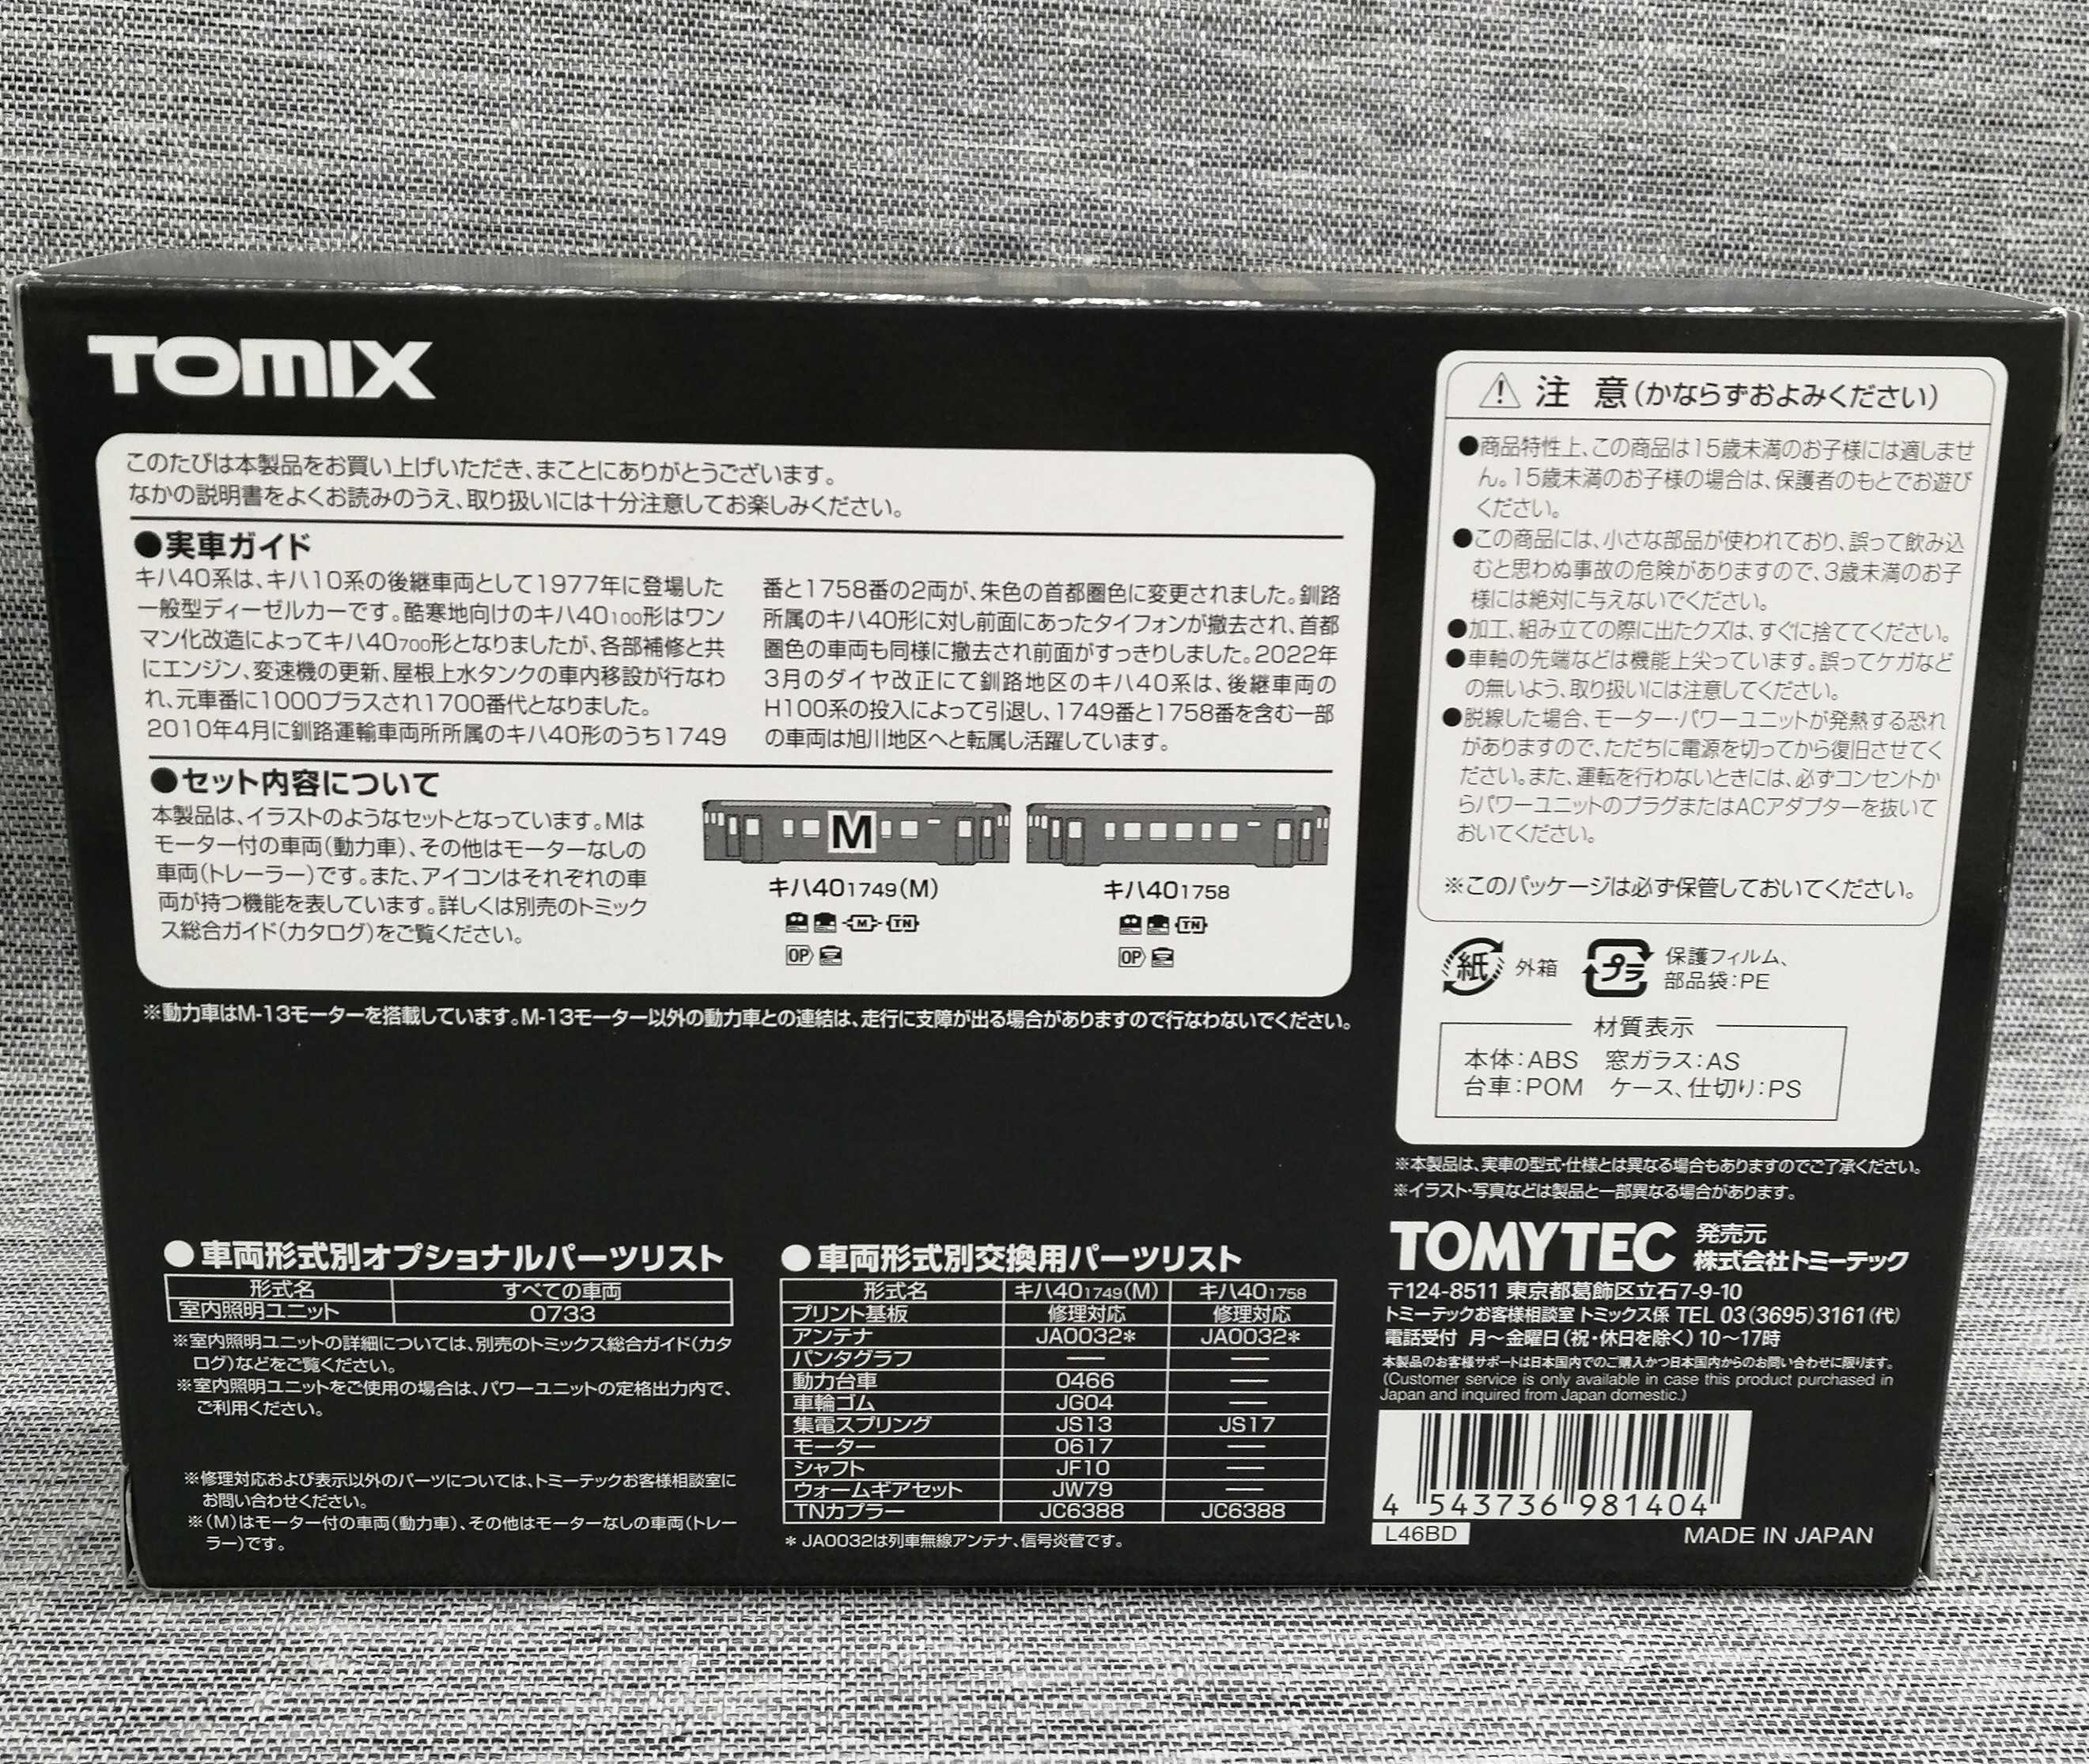 TOMIX
このたびは本製品をお買い上げいただき、まことにありがとうございます。
なかの説明書をよくお読みのうえ、取り扱いには十分注意してお楽しみください。
●実車ガイド
キハ40系は、キハ10系の後継車両として1977年に登場した
一般型ディーゼルカーです。酷寒地向けのキハ40100形はワン
マン化改造によってキハ40700形となりましたが、各部補修と共
にエンジン、変速機の更新、屋根上水タンクの車内移設が行なわ
れ、元車番に1000プラスされ1700番代となりました。
2010年4月に釧路運輸車両所所属のキハ40形のうち1749
番と1758番の2両が、朱色の首都圏色に変更されました。釧路
所属のキハ40形に対し前面にあったタイフォンが撤去され、首都
圏色の車両も同様に撤去され前面がすっきりしました。2022年
3月のダイヤ改正にて釧路地区のキハ40系は、後継車両の
H100系の投入によって引退し、1749番と1758番を含む一部
の車両は旭川地区へと転属し活躍しています。
●セット内容について
本製品は、イラストのようなセットとなっています。Mは
モーター付の車両(動力車)、その他はモーターなしの
車両(トレーラー)です。また、アイコンはそれぞれの車
両が持つ機能を表しています。詳しくは別売のトミック
ス総合ガイド(カタログ)をご覧ください。
M
キハ401749(M)
M TN
OP
キハ401758
TN
OP
※動力車はM-13モーターを搭載しています。M-13モーター以外の動力車との連結は、走行に支障が出る場合がありますので行なわないでください。
●車両形式別オプショナルパーツリスト
形式名 すべての車両
室内照明ユニット 0733
※室内照明ユニットの詳細については、別売のトミックス総合ガイド(カタ
ログ)などをご覧ください。
※室内照明ユニットをご使用の場合は、パワーユニットの定格出力内で、
ご利用ください。
※修理対応および表示以外のパーツについては、トミーテックお客様相談室に
お問い合わせください。
※(M)はモーター付の車両(動力車)、その他はモーターなしの車両(トレー
ラー)です。
●車両形式別交換用パーツリスト
形式名 キハ401749(M) キハ401758
プリント基板 修理対応 修理対応
アンテナ JA0032* JA0032*
パンタグラフ — —
動力台車 0466 —
車輪ゴム JG04 —
集電スプリング JS13 JS17
モーター 0617 —
シャフト JF10 —
ウォームギアセット JW79 —
TNカプラー JC6388 JC6388
* JA0032は列車無線アンテナ、信号炎菅です。
⚠ 注 意(かならずおよみください)
●商品特性上、この商品は15歳未満のお子様には適しませ
ん。15歳未満のお子様の場合は、保護者のもとでお遊び
ください。
●この商品には、小さな部品が使われており、誤って飲み込
むと思わぬ事故の危険がありますので、3歳未満のお子
様には絶対に与えないでください。
●加工、組み立ての際に出たクズは、すぐに捨ててください。
●車軸の先端などは機能上尖っています。誤ってケガなど
の無いよう、取り扱いには注意してください。
●脱線した場合、モーター・パワーユニットが発熱する恐れ
がありますので、ただちに電源を切ってから復旧させてく
ださい。また、運転を行わないときには、必ずコンセントか
らパワーユニットのプラグまたはACアダプターを抜いて
おいてください。
※このパッケージは必ず保管しておいてください。
紙 外箱 プラ 保護フィルム、
部品袋:PE
材質表示
本体:ABS 窓ガラス:AS
台車:POM ケース、仕切り:PS
※本製品は、実車の型式・仕様とは異なる場合もありますのでご了承ください。
※イラスト・写真などは製品と一部異なる場合があります。
TOMYTEC 発売元
株式会社トミーテック
〒124-8511 東京都葛飾区立石7-9-10
トミーテックお客様相談室 トミックス係 TEL 03(3695)3161(代)
電話受付 月〜金曜日(祝・休日を除く)10〜17時
本製品のお客様サポートは日本国内でのご購入かつ日本国内からのお問い合わせに限ります。
(Customer service is only available in case this product purchased in
Japan and inquired from Japan domestic.)
4 543736 981404
L46BD
MADE IN JAPAN